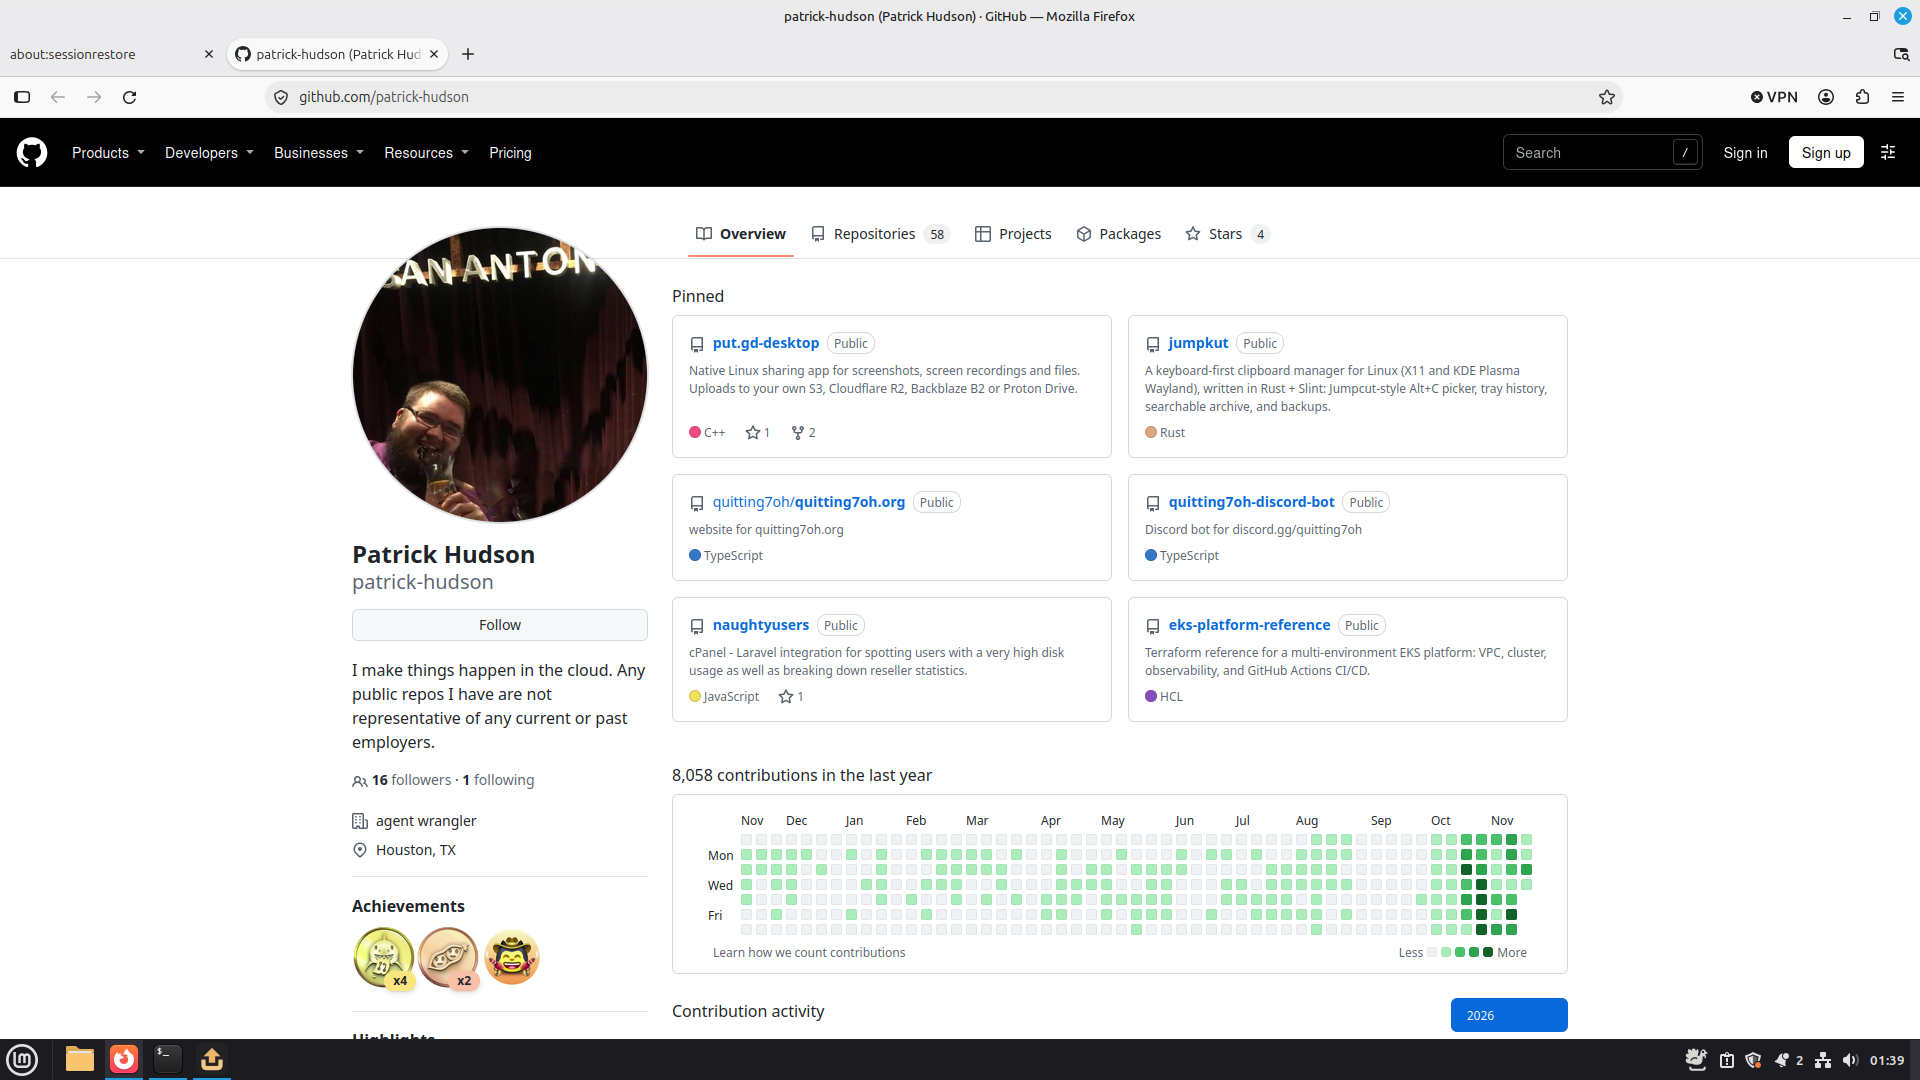 patrick-hudson (Patrick Hudson) · GitHub — Mozilla Firefox
about:sessionrestore
patrick-hudson (Patrick Hud
github.com/patrick-hudson
VPN
Products
Developers
Businesses
Resources
Pricing
Search
/
Sign in
Sign up
Overview
Repositories 58
Projects
Packages
Stars 4
SAN ANTON
Patrick Hudson
patrick-hudson
Follow
I make things happen in the cloud. Any
public repos I have are not
representative of any current or past
employers.
16 followers · 1 following
agent wrangler
Houston, TX
Achievements
x4
x2
Highlights
Pinned
put.gd-desktop Public
Native Linux sharing app for screenshots, screen recordings and files.
Uploads to your own S3, Cloudflare R2, Backblaze B2 or Proton Drive.
C++ 1 2
jumpkut Public
A keyboard-first clipboard manager for Linux (X11 and KDE Plasma
Wayland), written in Rust + Slint: Jumpcut-style Alt+C picker, tray history,
searchable archive, and backups.
Rust
quitting7oh/quitting7oh.org Public
website for quitting7oh.org
TypeScript
quitting7oh-discord-bot Public
Discord bot for discord.gg/quitting7oh
TypeScript
naughtyusers Public
cPanel - Laravel integration for spotting users with a very high disk
usage as well as breaking down reseller statistics.
JavaScript 1
eks-platform-reference Public
Terraform reference for a multi-environment EKS platform: VPC, cluster,
observability, and GitHub Actions CI/CD.
HCL
8,058 contributions in the last year
Nov Dec Jan Feb Mar Apr May Jun Jul Aug Sep Oct Nov
Mon
Wed
Fri
Learn how we count contributions
Less More
Contribution activity
2026
2
01:39